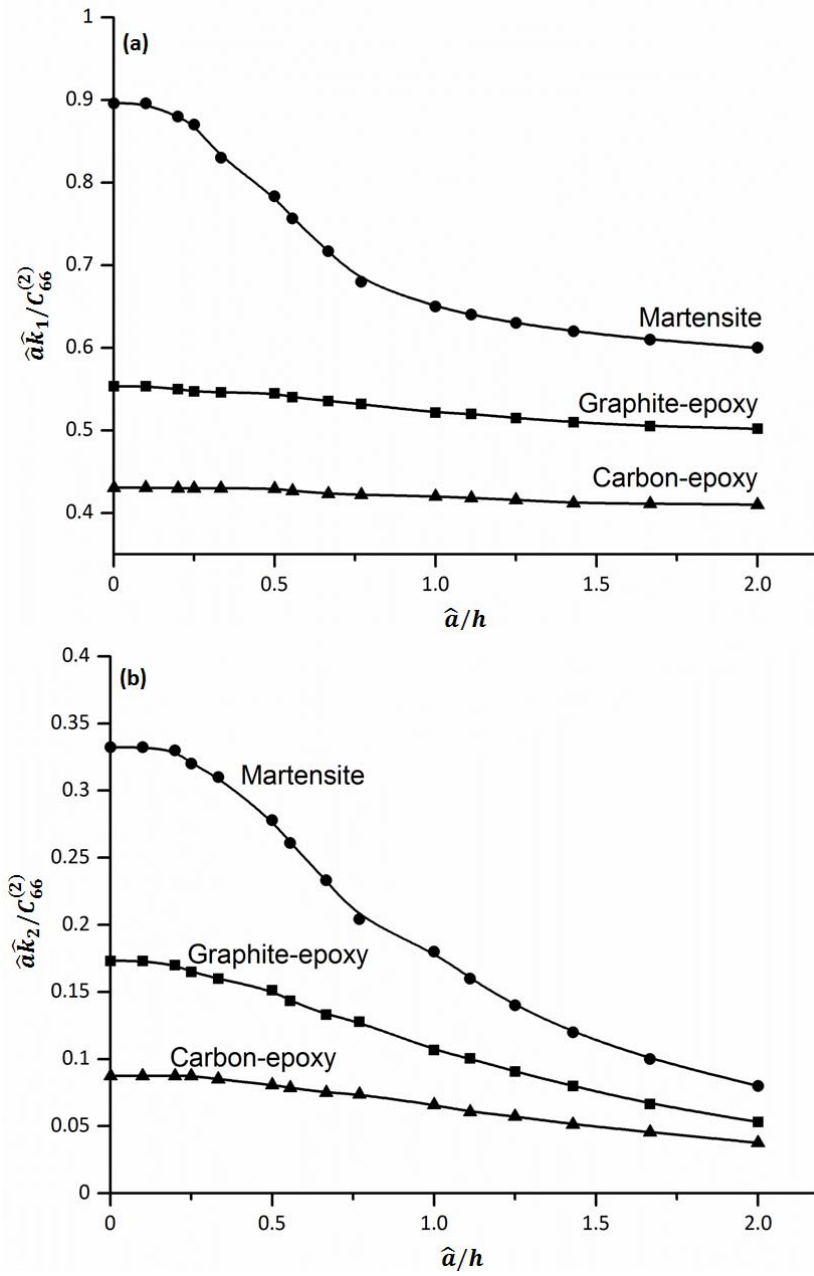 (a)
1
0.9
0.8
0.7
0.6
0.5
0.4
âk̂₁/C₆₆⁽²⁾
Martensite
Graphite-epoxy
Carbon-epoxy
0 0.5 1.0 1.5 2.0
â/h
(b)
0.4
0.35
0.3
0.25
0.2
0.15
0.1
0.05
0
âk̂₂/C₆₆⁽²⁾
Martensite
Graphite-epoxy
Carbon-epoxy
0 0.5 1.0 1.5 2.0
â/h